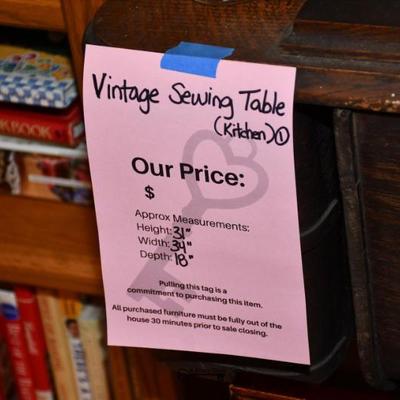 Vintage Sewing Table
(Kitchen) ①
Our Price:
$
Approx Measurements:
Height: 31"
Width: 34"
Depth: 18"
Pulling this tag is a
commitment to purchasing this item.
All purchased furniture must be fully out of the
house 30 minutes prior to sale closing.
KBOOK